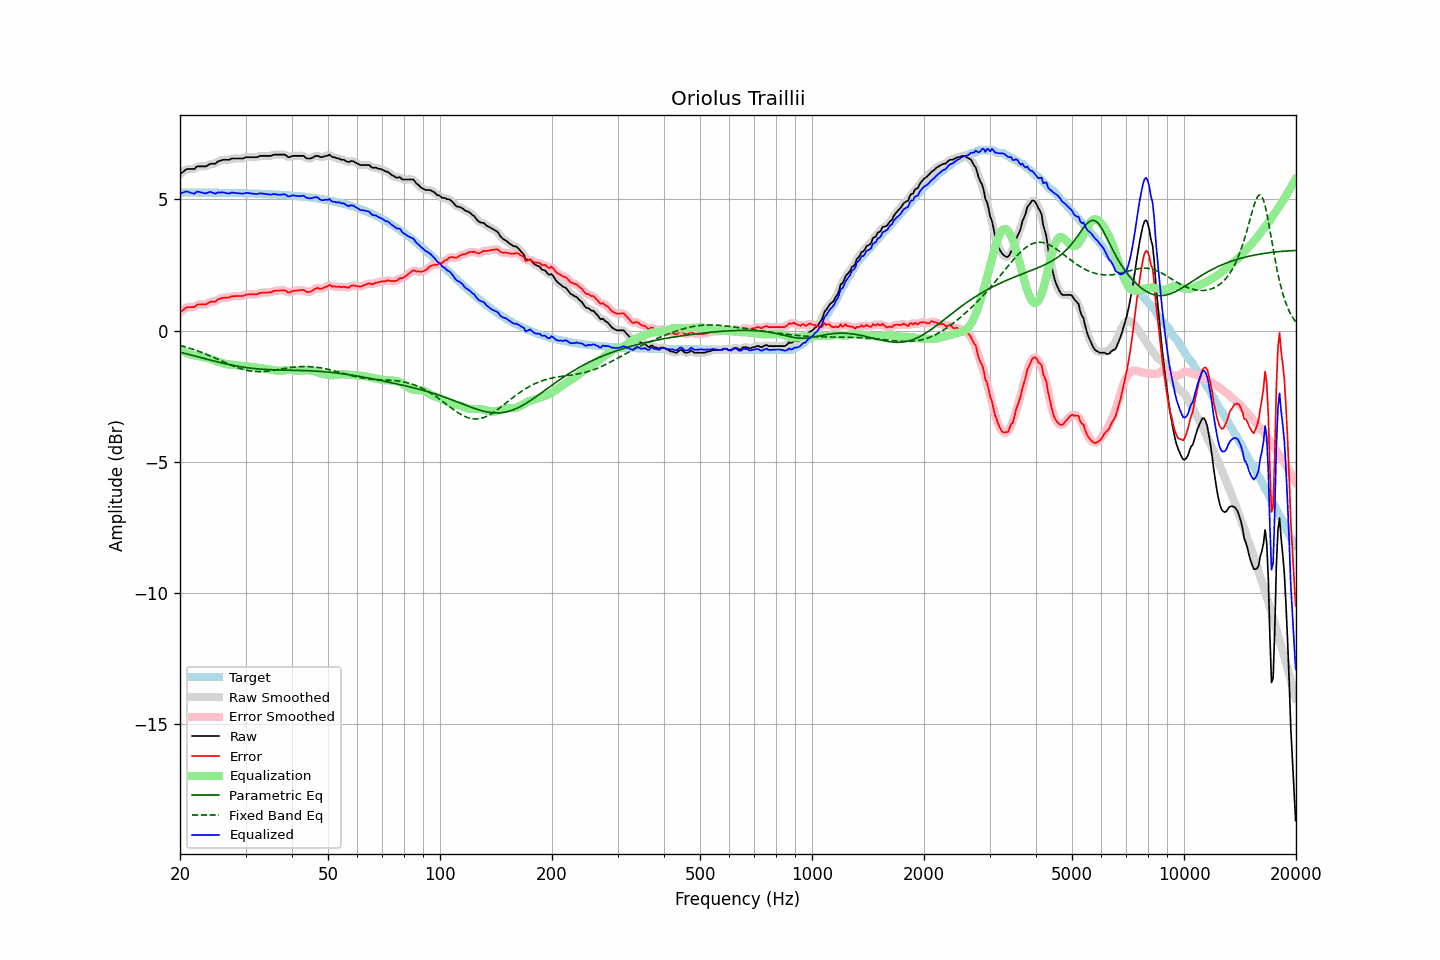 Oriolus Traillii
Amplitude (dBr)
5
0
−5
−10
−15
Target
Raw Smoothed
Error Smoothed
Raw
Error
Equalization
Parametric Eq
Fixed Band Eq
Equalized
20
50
100
200
500
1000
2000
5000
10000
20000
Frequency (Hz)